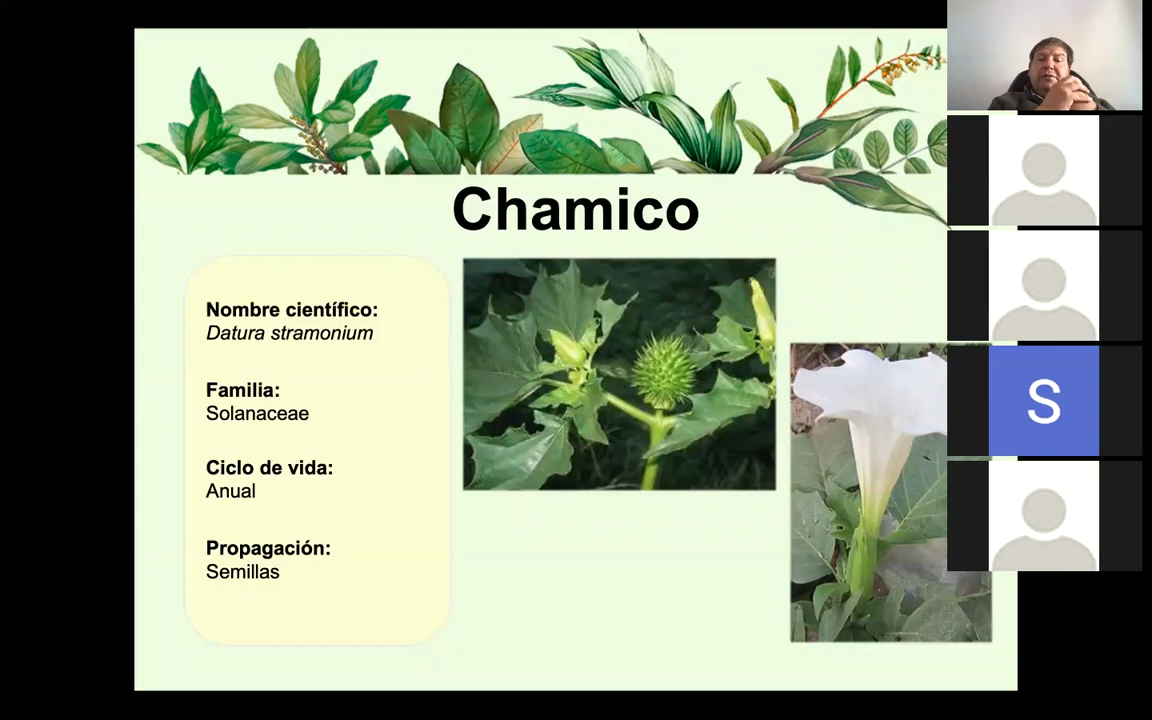 Chamico
Nombre científico:
Datura stramonium
Familia:
Solanaceae
Ciclo de vida:
Anual
Propagación:
Semillas
S